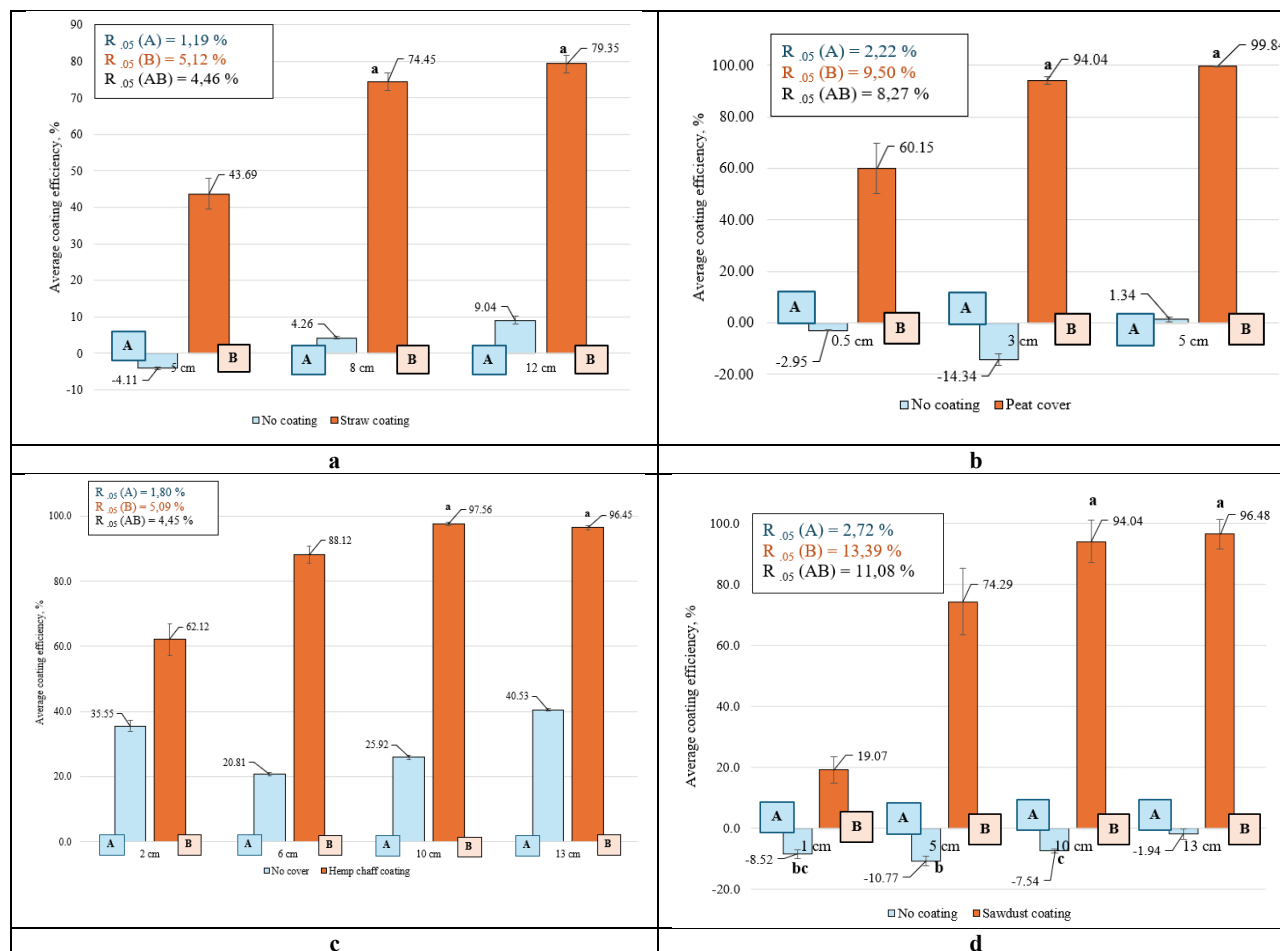 R .05 (A) = 1,19 %
R .05 (B) = 5,12 %
R .05 (AB) = 4,46 %
Average coating efficiency, %
90
80
70
60
50
40
30
20
10
0
-10
-4.11
43.69
4.26
a
74.45
9.04
a
79.35
A
B
A
B
A
B
5 cm
8 cm
12 cm
No coating
Straw coating
a
R .05 (A) = 2,22 %
R .05 (B) = 9,50 %
R .05 (AB) = 8,27 %
Average coating efficiency, %
100.00
80.00
60.00
40.00
20.00
0.00
-20.00
-2.95
60.15
-14.34
a
94.04
1.34
a
99.84
A
B
A
B
A
B
0.5 cm
3 cm
5 cm
No coating
Peat cover
b
R .05 (A) = 1,80 %
R .05 (B) = 5,09 %
R .05 (AB) = 4,45 %
Average coating efficiency, %
100.0
80.0
60.0
40.0
20.0
0.0
35.55
62.12
20.81
88.12
25.92
a
97.56
40.53
a
96.45
A
B
A
B
A
B
A
B
2 cm
6 cm
10 cm
13 cm
No cover
Hemp chaff coating
c
R .05 (A) = 2,72 %
R .05 (B) = 13,39 %
R .05 (AB) = 11,08 %
Average coating efficiency, %
100.0
80.0
60.0
40.0
20.0
0.0
-20.0
-8.52
bc
19.07
-10.77
b
74.29
-7.54
c
a
94.04
-1.94
a
96.48
A
B
A
B
A
B
A
B
1 cm
5 cm
10 cm
13 cm
No coating
Sawdust coating
d